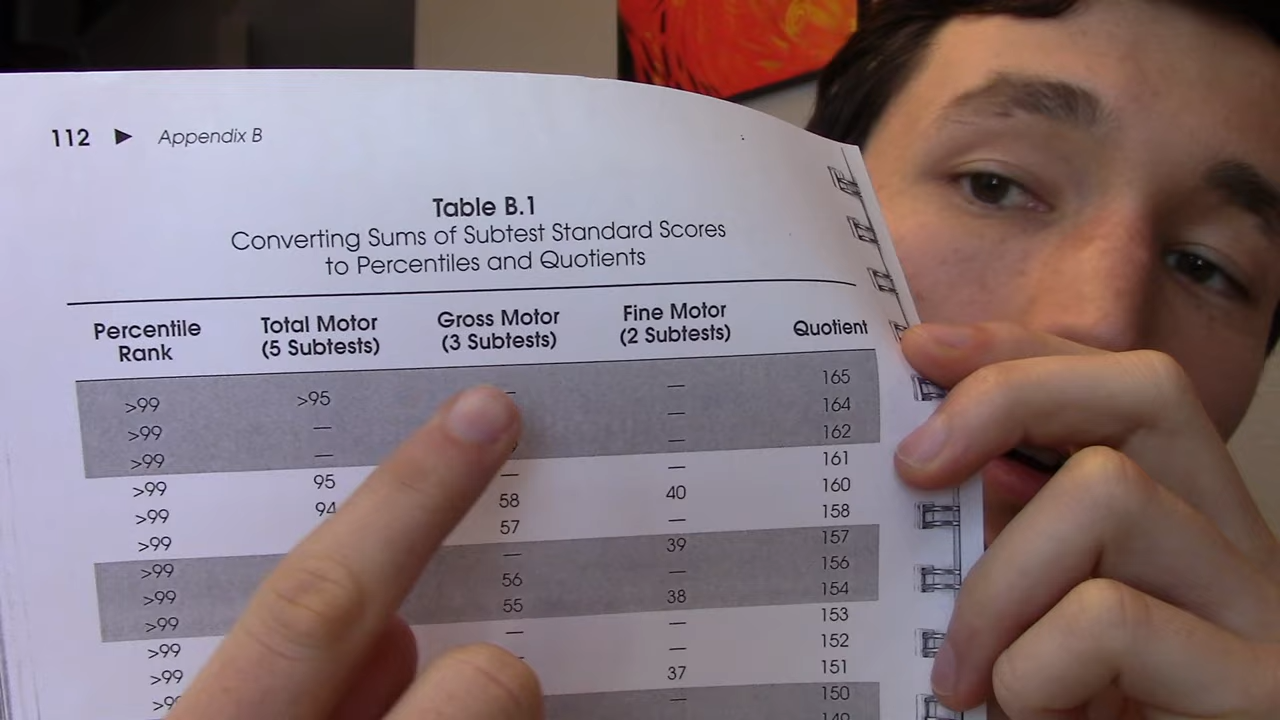 112 ▶ Appendix B
Table B.1
Converting Sums of Subtest Standard Scores
to Percentiles and Quotients
Percentile Rank Total Motor (5 Subtests) Gross Motor (3 Subtests) Fine Motor (2 Subtests) Quotient
>99 >95 — — 165
>99 — — 164
>99 — — 162
>99 95 — — 161
>99 94 58 40 160
>99 57 — 158
>99 — 39 157
>99 56 — 156
>99 55 38 154
>99 — — 153
>99 — — 152
37 151
150